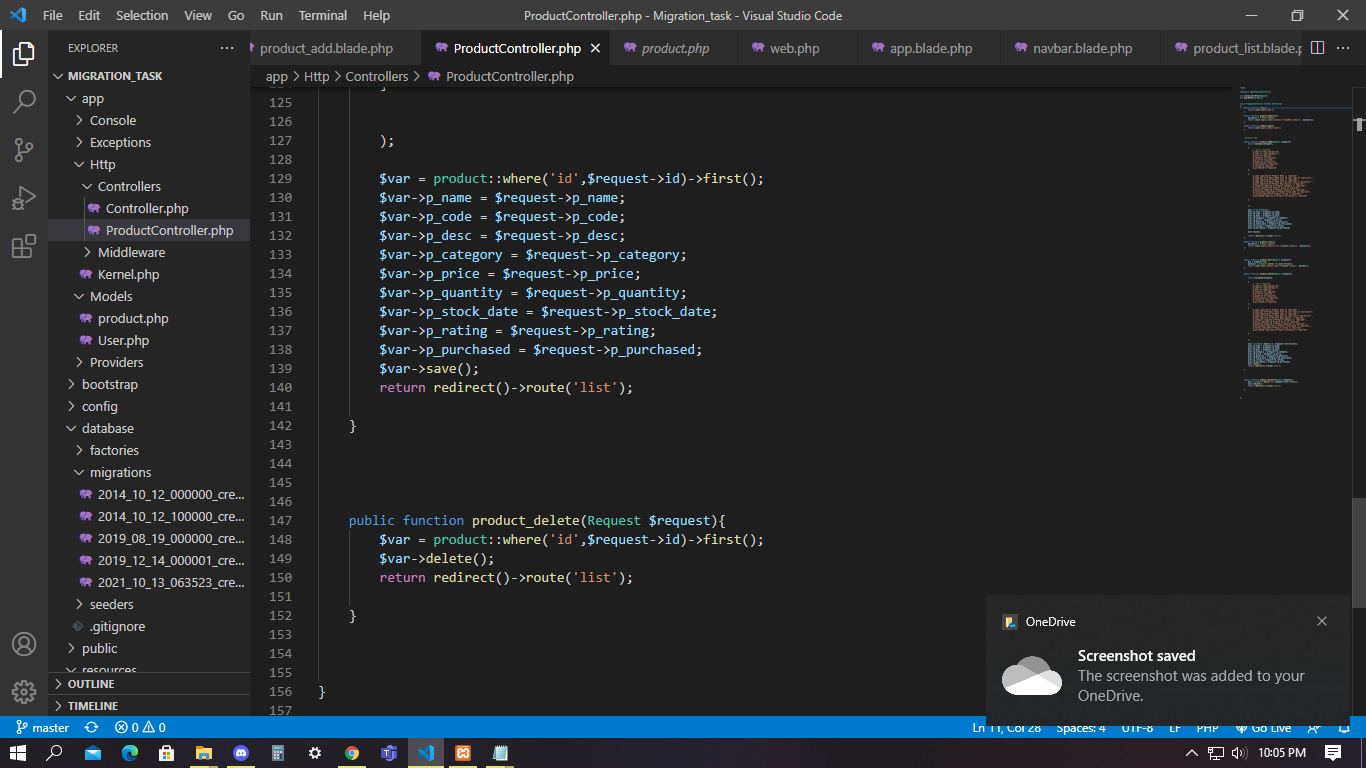 File Edit Selection View Go Run Terminal Help
ProductController.php - Migration_task - Visual Studio Code
EXPLORER
product_add.blade.php ProductController.php product.php web.php app.blade.php navbar.blade.php product_list.blade.p
app > Http > Controllers > ProductController.php
MIGRATION_TASK
app
Console
Exceptions
Http
Controllers
Controller.php
ProductController.php
Middleware
Kernel.php
Models
product.php
User.php
Providers
bootstrap
config
database
factories
migrations
2014_10_12_000000_cre...
2014_10_12_100000_cre...
2019_08_19_000000_cre...
2019_12_14_000001_cre...
2021_10_13_063523_cre...
seeders
.gitignore
public
resources
OUTLINE
TIMELINE
124 ]
125
126
127 );
128
129 $var = product::where('id',$request->id)->first();
130 $var->p_name = $request->p_name;
131 $var->p_code = $request->p_code;
132 $var->p_desc = $request->p_desc;
133 $var->p_category = $request->p_category;
134 $var->p_price = $request->p_price;
135 $var->p_quantity = $request->p_quantity;
136 $var->p_stock_date = $request->p_stock_date;
137 $var->p_rating = $request->p_rating;
138 $var->p_purchased = $request->p_purchased;
139 $var->save();
140 return redirect()->route('list');
141
142 }
143
144
145
146
147 public function product_delete(Request $request){
148 $var = product::where('id',$request->id)->first();
149 $var->delete();
150 return redirect()->route('list');
151
152 }
153
154
155
156 }
157
OneDrive
Screenshot saved
The screenshot was added to your
OneDrive.
master 0 0
Ln 11, Col 28 Spaces: 4 UTF-8 LF PHP Go Live
10:05 PM